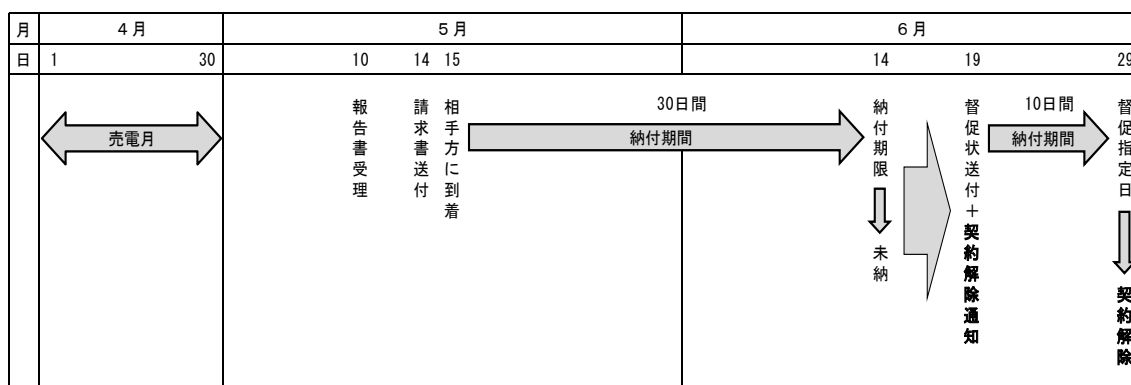 月 4月 5月 6月
日 1 30 10 14 15 14 19 29
売電月
報告書受理
請求書送付
相手方に到着
30日間
納付期間
納付期限
未納
督促状送付+契約解除通知
10日間
納付期間
督促指定日
契約解除